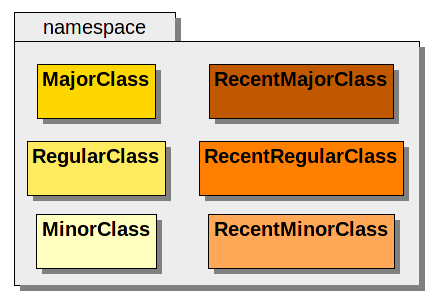 namespace
MajorClass
RecentMajorClass
RegularClass
RecentRegularClass
MinorClass
RecentMinorClass